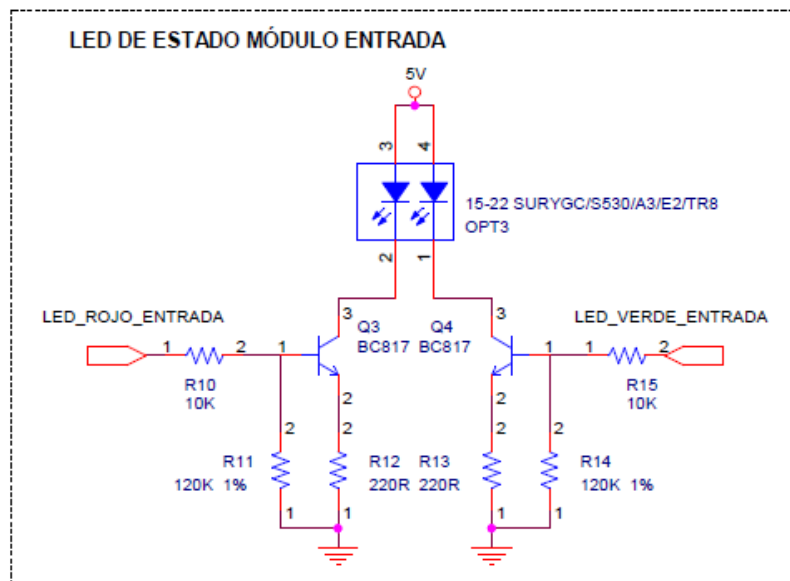 LED DE ESTADO MÓDULO ENTRADA
5V
3
4
15-22 SURYGC/S530/A3/E2/TR8
OPT3
2
1
LED_ROJO_ENTRADA
3
Q3
BC817
Q4
BC817
3
LED_VERDE_ENTRADA
1
2
1
1
1
2
R10
10K
2
2
R15
10K
2
2
2
2
R11
120K 1%
R12
220R
R13
220R
R14
120K 1%
1
1
1
1